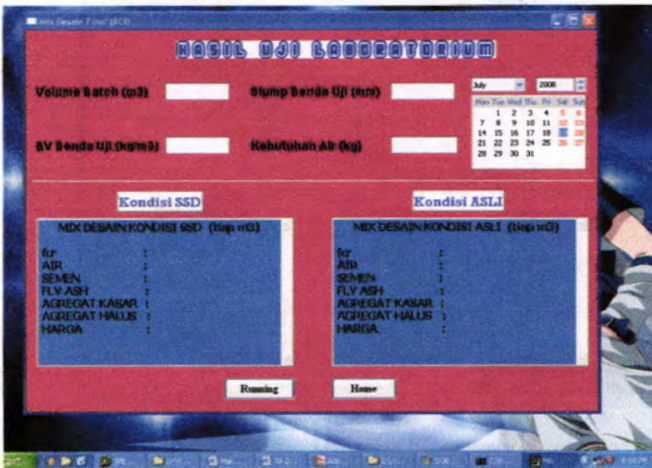 Mix Desain
HASIL UJI LABORATORIUM
Volume Batch (m3)
Slump Benda Uji (mm)
BV Benda Uji (kg/m3)
Kebutuhan Air (kg)
July 2008
Mon Tue Wed Thu Fri Sat Sun
1 2 3 4 5 6
7 8 9 10 11 12 13
14 15 16 17 18 19 20
21 22 23 24 25 26 27
28 29 30 31
Kondisi SSD
Kondisi ASLI
MIX DESAIN KONDISI SSD (tiap m3)
fcr :
AIR :
SEMEN :
FLY ASH :
AGREGAT KASAR :
AGREGAT HALUS :
HARGA :
MIX DESAIN KONDISI ASLI (tiap m3)
fcr :
AIR :
SEMEN :
FLY ASH :
AGREGAT KASAR :
AGREGAT HALUS :
HARGA :
Running
Home